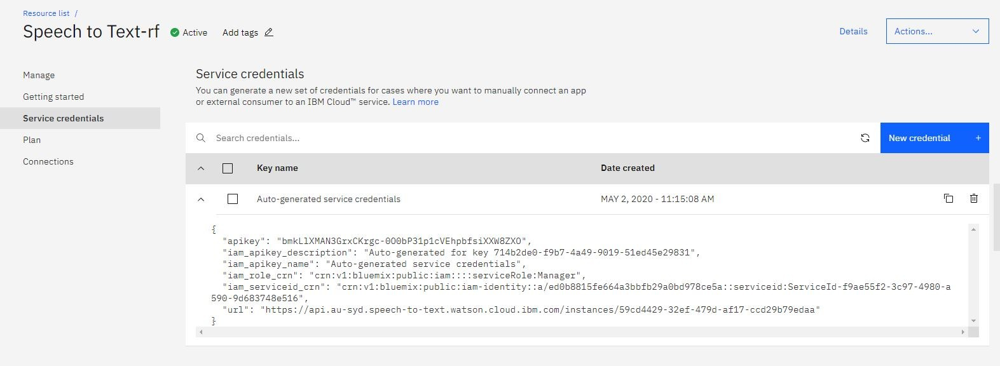 Resource list /
Speech to Text-rf Active Add tags
Details Actions...
Manage
Getting started
Service credentials
Plan
Connections
Service credentials
You can generate a new set of credentials for cases where you want to manually connect an app
or external consumer to an IBM Cloud™ service. Learn more
Search credentials...
New credential +
Key name Date created
Auto-generated service credentials MAY 2, 2020 - 11:15:08 AM
{
"apikey": "bmkLlXMAN3GrxCKrgc-0O0bP31p1cVEhpbfsiXXW8ZXO",
"iam_apikey_description": "Auto-generated for key 714b2de0-f9b7-4a49-9019-51ed45e29831",
"iam_apikey_name": "Auto-generated service credentials",
"iam_role_crn": "crn:v1:bluemix:public:iam::::serviceRole:Manager",
"iam_serviceid_crn": "crn:v1:bluemix:public:iam-identity::a/ed0b8815fe664a3bbfb29a0bd978ce5a::serviceid:ServiceId-f9ae55f2-3c97-4980-a
590-9d683748e516",
"url": "https://api.au-syd.speech-to-text.watson.cloud.ibm.com/instances/59cd4429-32ef-479d-af17-ccd29b79edaa"
}